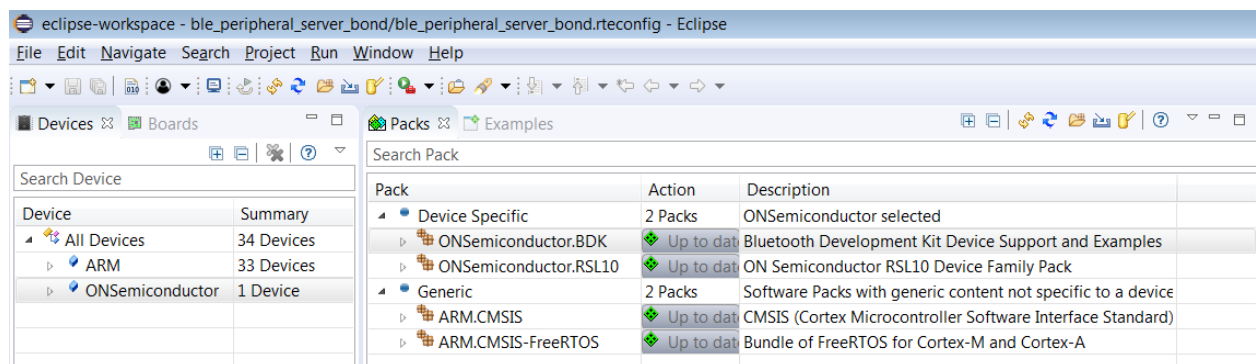 eclipse-workspace - ble_peripheral_server_bond/ble_peripheral_server_bond.rteconfig - Eclipse
File Edit Navigate Search Project Run Window Help
Devices Boards
Search Device
Device Summary
All Devices 34 Devices
ARM 33 Devices
ONSemiconductor 1 Device
Packs Examples
Search Pack
Pack Action Description
Device Specific 2 Packs ONSemiconductor selected
ONSemiconductor.BDK Up to dat Bluetooth Development Kit Device Support and Examples
ONSemiconductor.RSL10 Up to dat ON Semiconductor RSL10 Device Family Pack
Generic 2 Packs Software Packs with generic content not specific to a device
ARM.CMSIS Up to dat CMSIS (Cortex Microcontroller Software Interface Standard)
ARM.CMSIS-FreeRTOS Up to dat Bundle of FreeRTOS for Cortex-M and Cortex-A